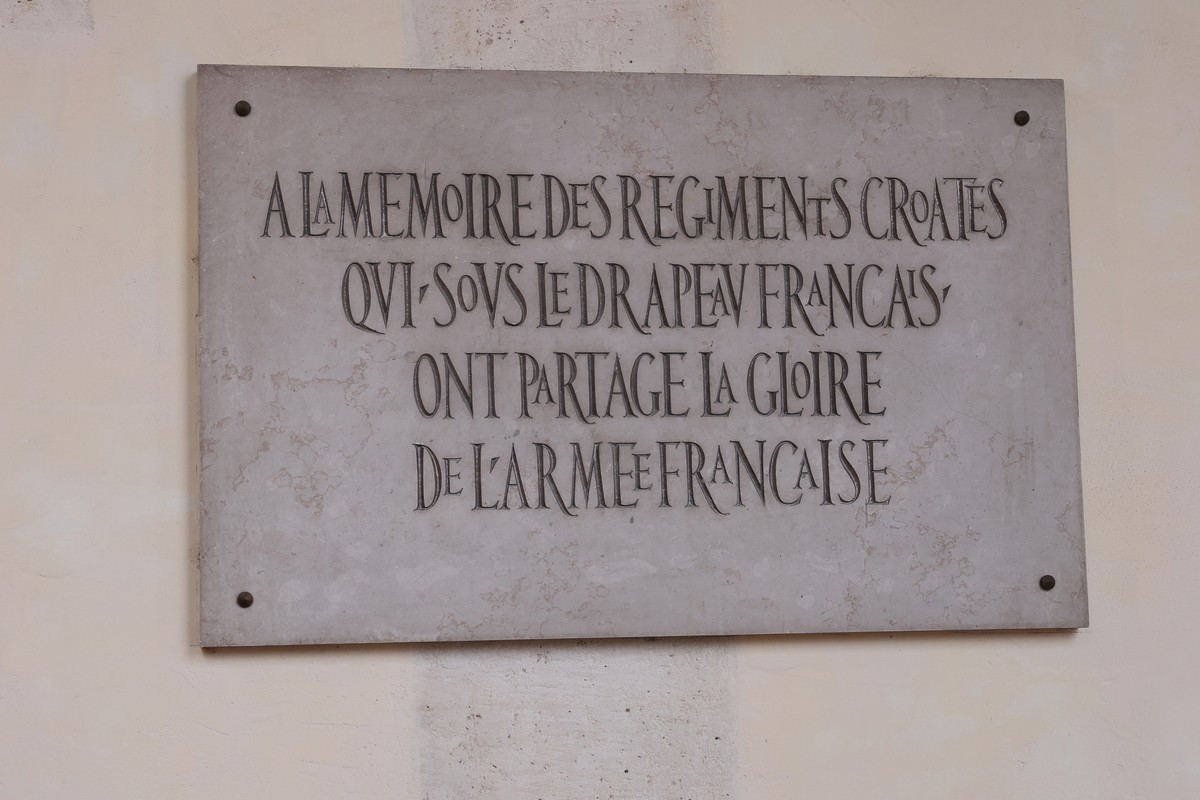 A LA MEMOIRE DES REGIMENTS CROATES
QVI, SOVS LE DRAPEAV FRANCAIS,
ONT PARTAGE LA GLOIRE
DE L'ARMEE FRANCAISE